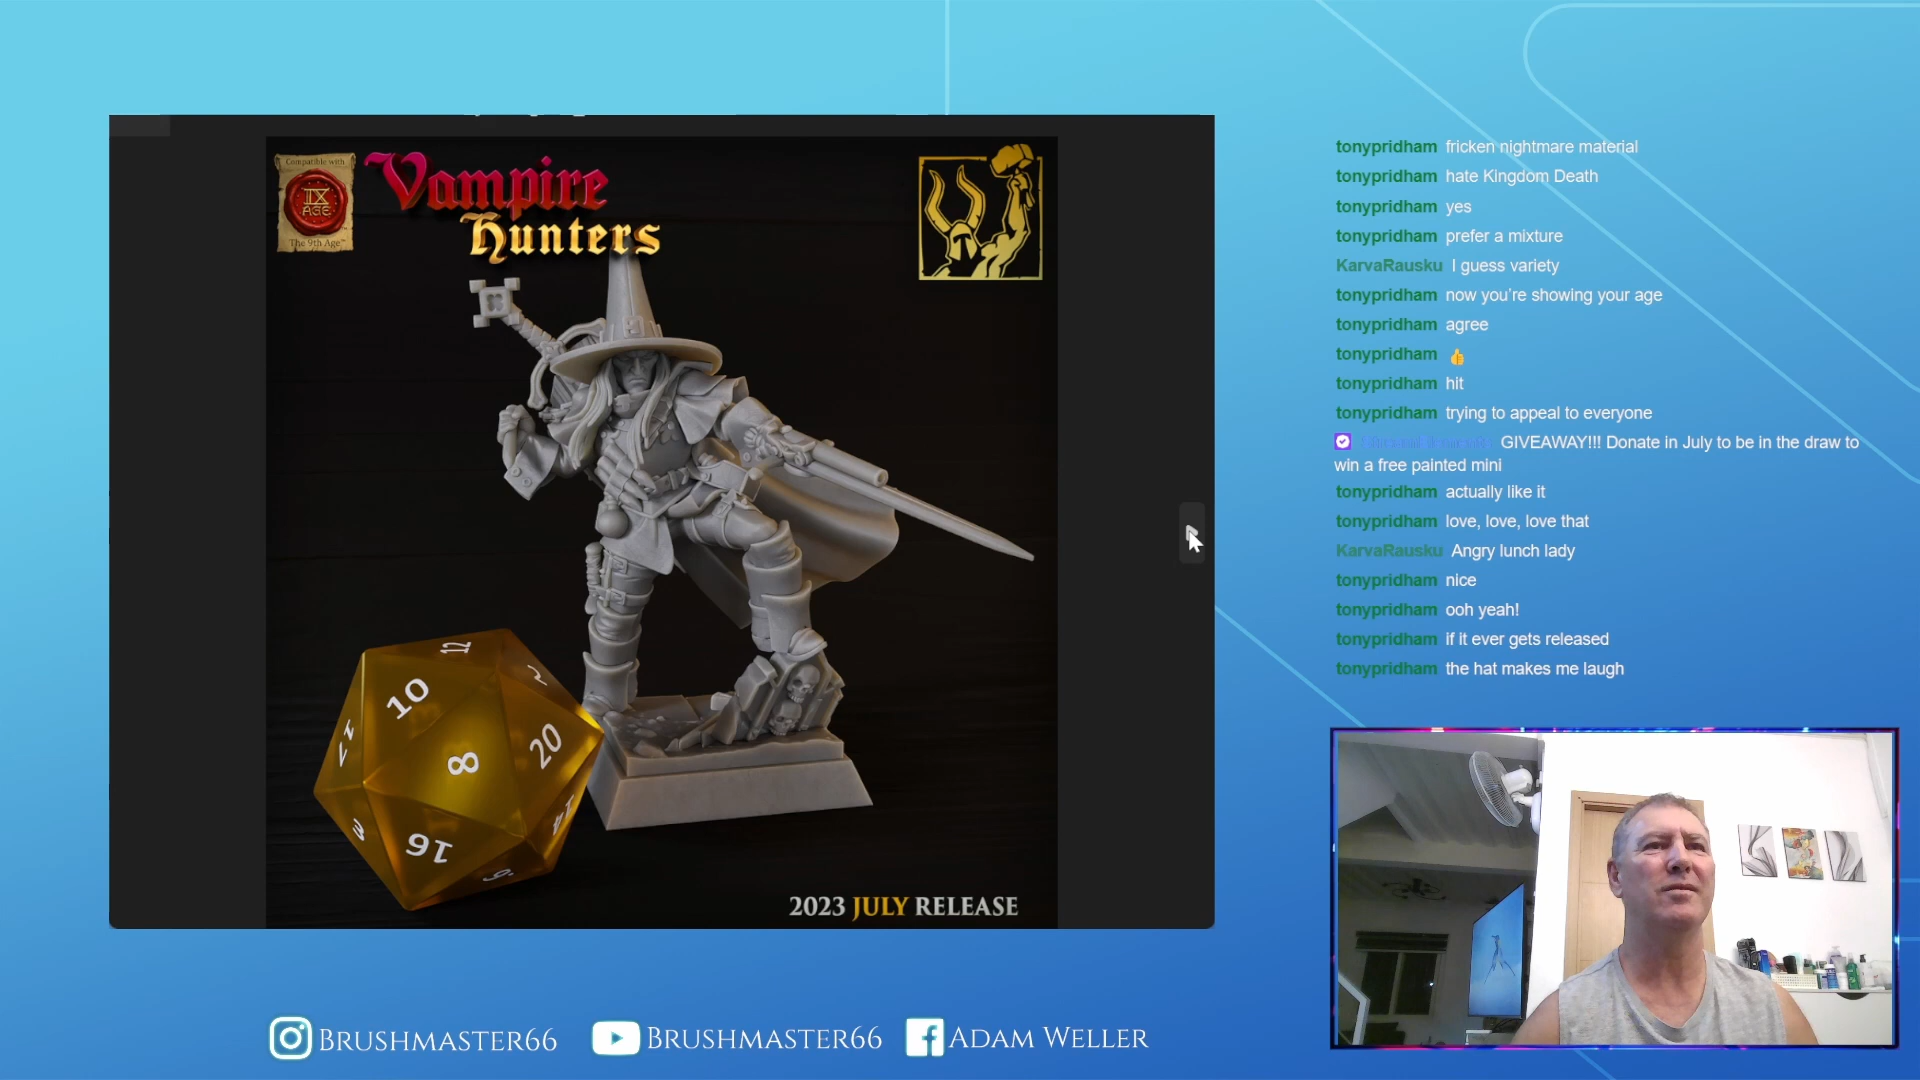 Compatible with
IX
AGE
The 9th Age
Vampire
Hunters
12
10
17
8
20
3
16
2023 JULY RELEASE
tonypridham fricken nightmare material
tonypridham hate Kingdom Death
tonypridham yes
tonypridham prefer a mixture
KarvaRausku I guess variety
tonypridham now you're showing your age
tonypridham agree
tonypridham 👍
tonypridham hit
tonypridham trying to appeal to everyone
GIVEAWAY!!! Donate in July to be in the draw to
win a free painted mini
tonypridham actually like it
tonypridham love, love, love that
KarvaRausku Angry lunch lady
tonypridham nice
tonypridham ooh yeah!
tonypridham if it ever gets released
tonypridham the hat makes me laugh
BRUSHMASTER66
BRUSHMASTER66
ADAM WELLER